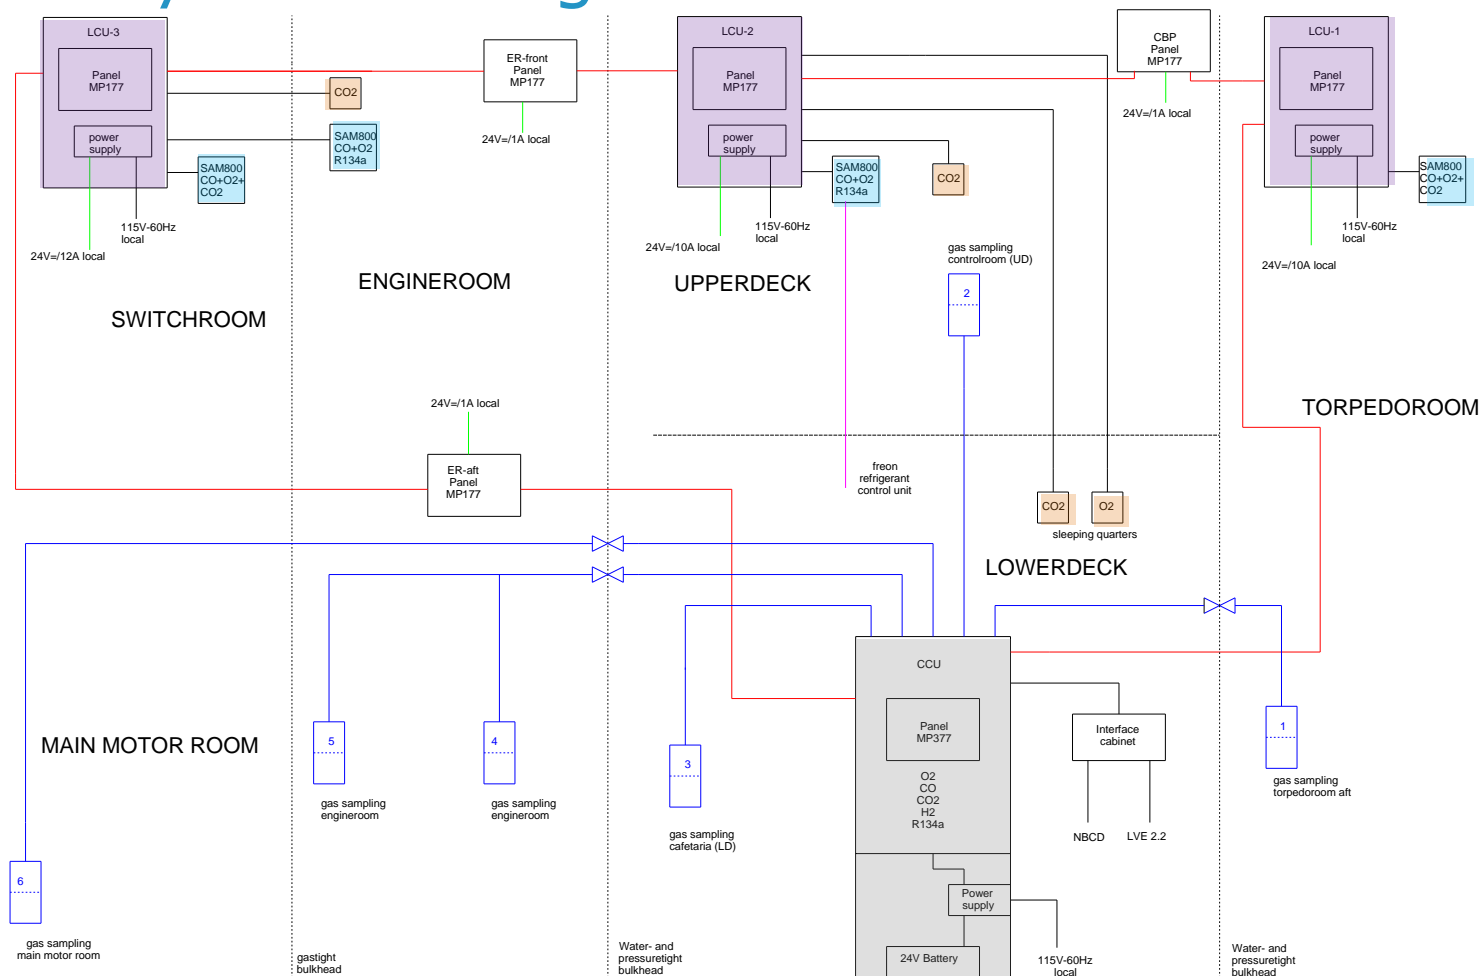 LCU-3
Panel
MP177
power
supply
24V=/12A local
115V-60Hz
local
SAM800
CO+O2+
CO2
CO2
SAM800
CO+O2
R134a
ER-front
Panel
MP177
24V=/1A local
LCU-2
Panel
MP177
power
supply
24V=/10A local
115V-60Hz
local
SAM800
CO+O2
R134a
CO2
CBP
Panel
MP177
24V=/1A local
LCU-1
Panel
MP177
power
supply
24V=/10A local
115V-60Hz
local
SAM800
CO+O2+
CO2
SWITCHROOM
ENGINEROOM
UPPERDECK
gas sampling
controlroom (UD)
2
TORPEDOROOM
24V=/1A local
ER-aft
Panel
MP177
freon
refrigerant
control unit
CO2
O2
sleeping quarters
LOWERDECK
MAIN MOTOR ROOM
5
gas sampling
engineroom
4
gas sampling
engineroom
3
gas sampling
cafetaria (LD)
CCU
Panel
MP377
O2
CO
CO2
H2
R134a
Power
supply
24V Battery
115V-60Hz
local
Interface
cabinet
NBCD
LVE 2.2
1
gas sampling
torpedoroom aft
6
gas sampling
main motor room
gastight
bulkhead
Water- and
pressuretight
bulkhead
Water- and
pressuretight
bulkhead